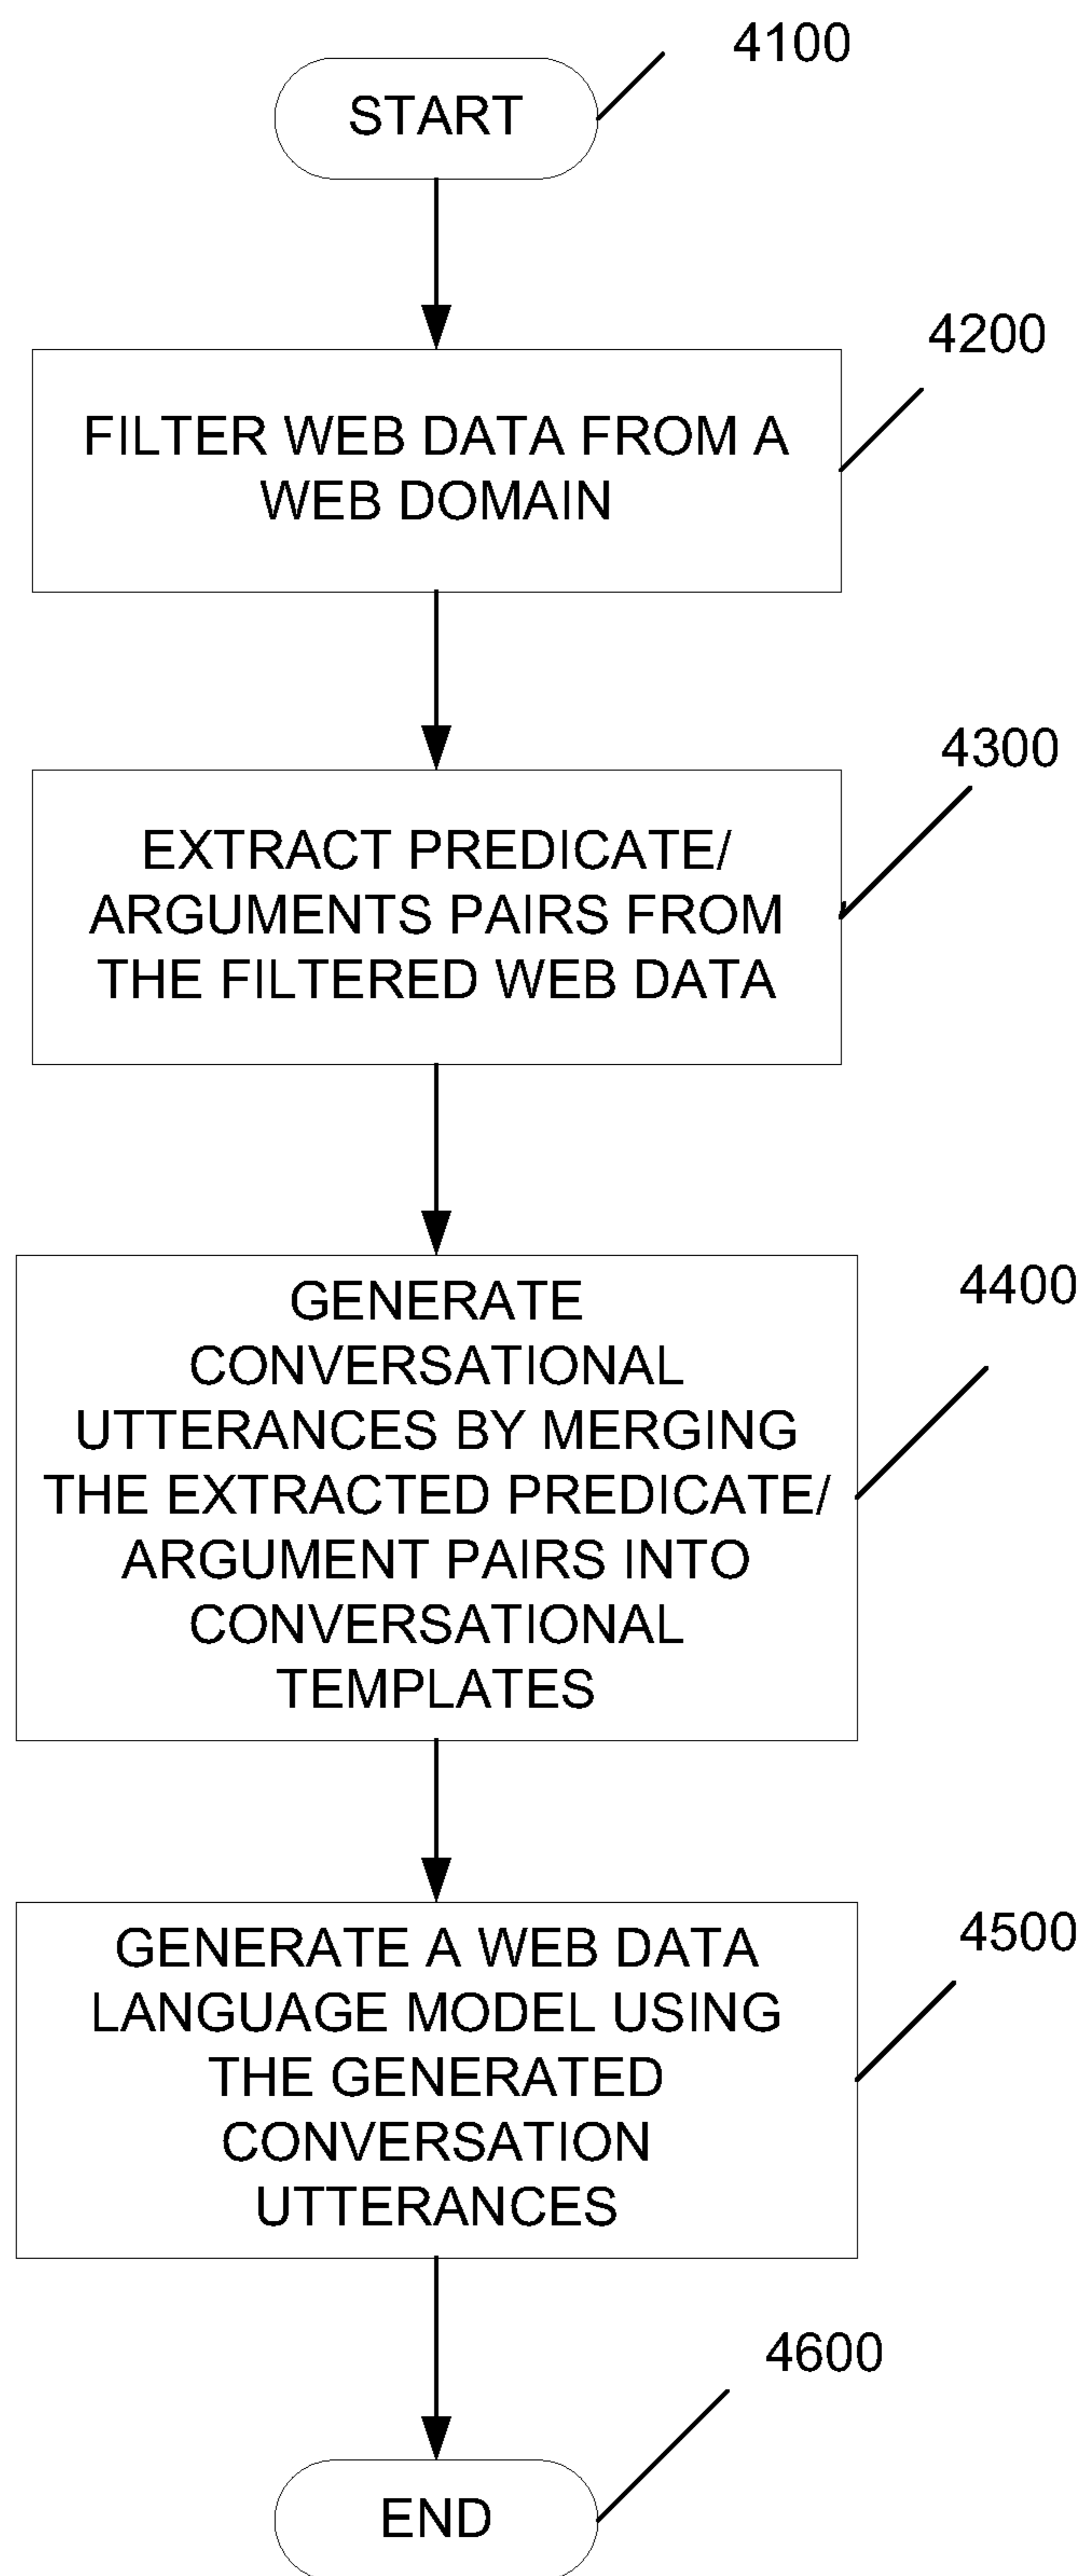 4100
START
4200
FILTER WEB DATA FROM A
WEB DOMAIN
4300
EXTRACT PREDICATE/
ARGUMENTS PAIRS FROM
THE FILTERED WEB DATA
4400
GENERATE
CONVERSATIONAL
UTTERANCES BY MERGING
THE EXTRACTED PREDICATE/
ARGUMENT PAIRS INTO
CONVERSATIONAL
TEMPLATES
4500
GENERATE A WEB DATA
LANGUAGE MODEL USING
THE GENERATED
CONVERSATION
UTTERANCES
4600
END